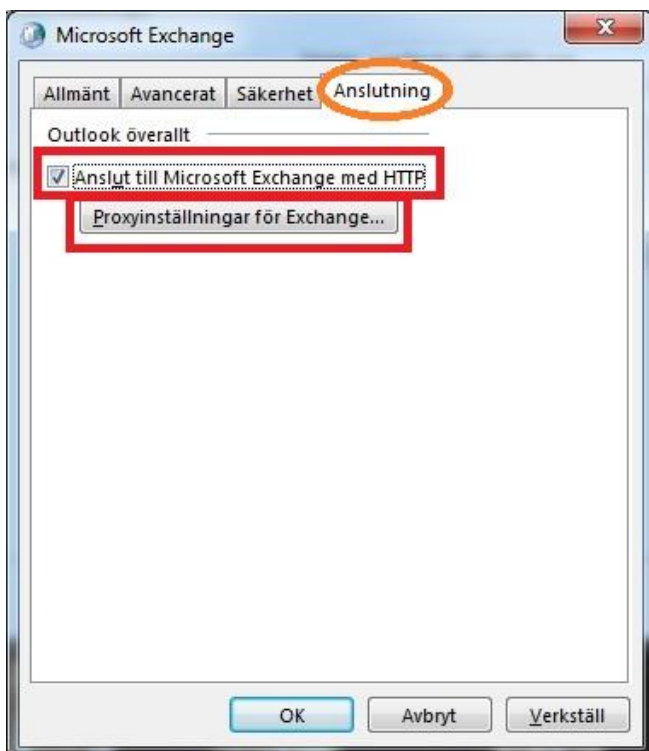 Microsoft Exchange
Allmänt Avancerat Säkerhet Anslutning
Outlook överallt
Anslut till Microsoft Exchange med HTTP
Proxyinställningar för Exchange...
OK Avbryt Verkställ